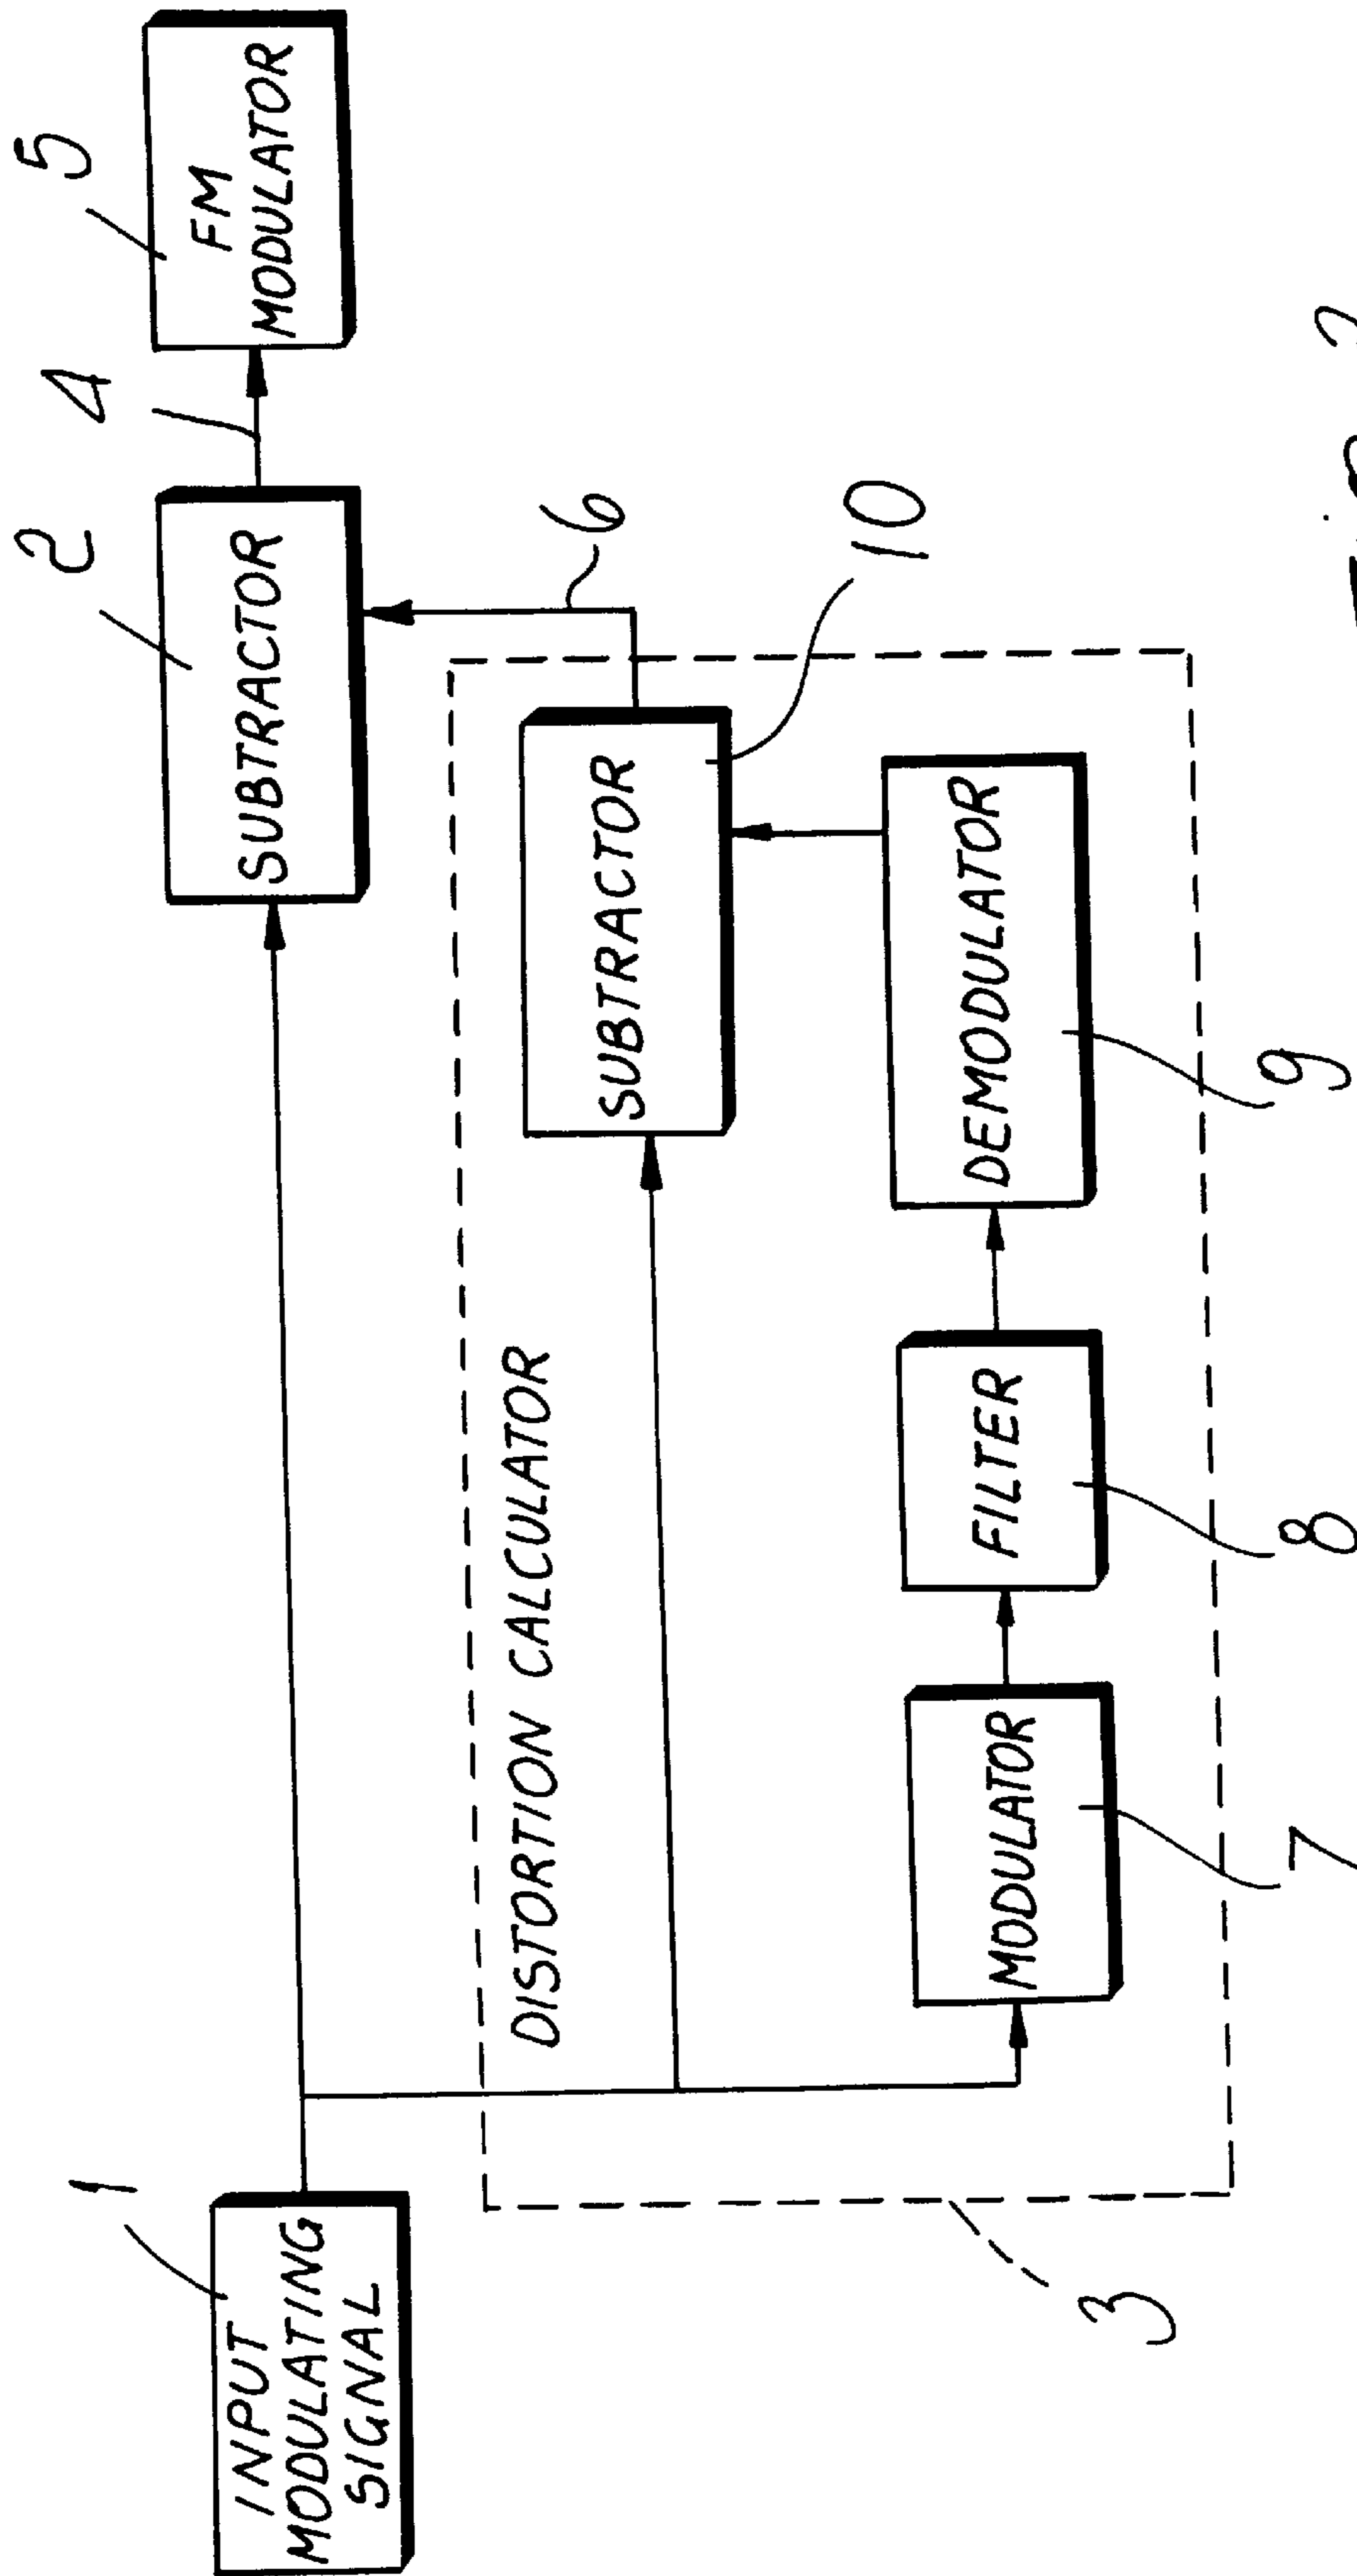 1
INPUT
MODULATING
SIGNAL
2
SUBTRACTOR
4
5
FM
MODULATOR
6
DISTORTION CALCULATOR
SUBTRACTOR
10
MODULATOR
FILTER
DEMODULATOR
7
8
9
3